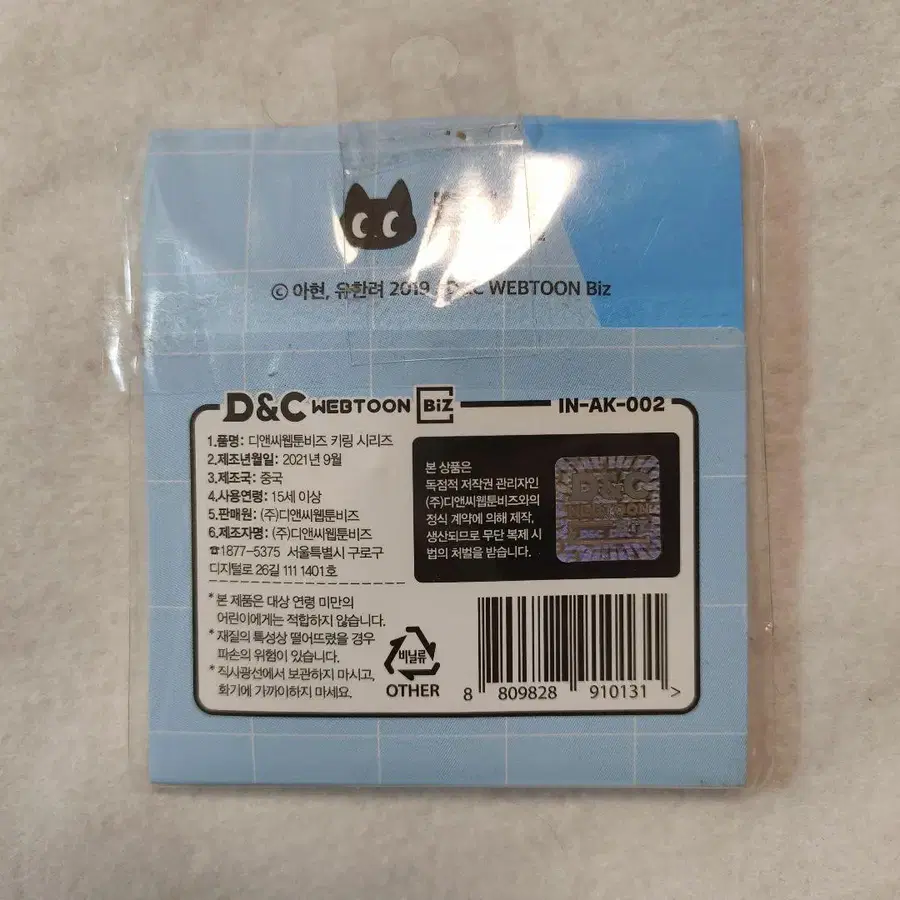 © 아현, 유한려 2019 D&C WEBTOON Biz
D&C WEBTOON BiZ
IN-AK-002
1.품명: 디앤씨웹툰비즈 키링 시리즈
2.제조년월일: 2021년 9월
3.제조국: 중국
4.사용연령: 15세 이상
5.판매원: (주)디앤씨웹툰비즈
6.제조자명: (주)디앤씨웹툰비즈
☎1877-5375 서울특별시 구로구
디지털로 26길 111 1401호
본 상품은
독점적 저작권 관리자인
(주)디앤씨웹툰비즈와의
정식 계약에 의해 제작,
생산되므로 무단 복제 시
법의 처벌을 받습니다.
D&C
WEBTOON
* 본 제품은 대상 연령 미만의
어린이에게는 적합하지 않습니다.
* 재질의 특성상 떨어뜨렸을 경우
파손의 위험이 있습니다.
* 직사광선에서 보관하지 마시고,
화기에 가까이하지 마세요.
비닐류
OTHER
8 809828 910131 >